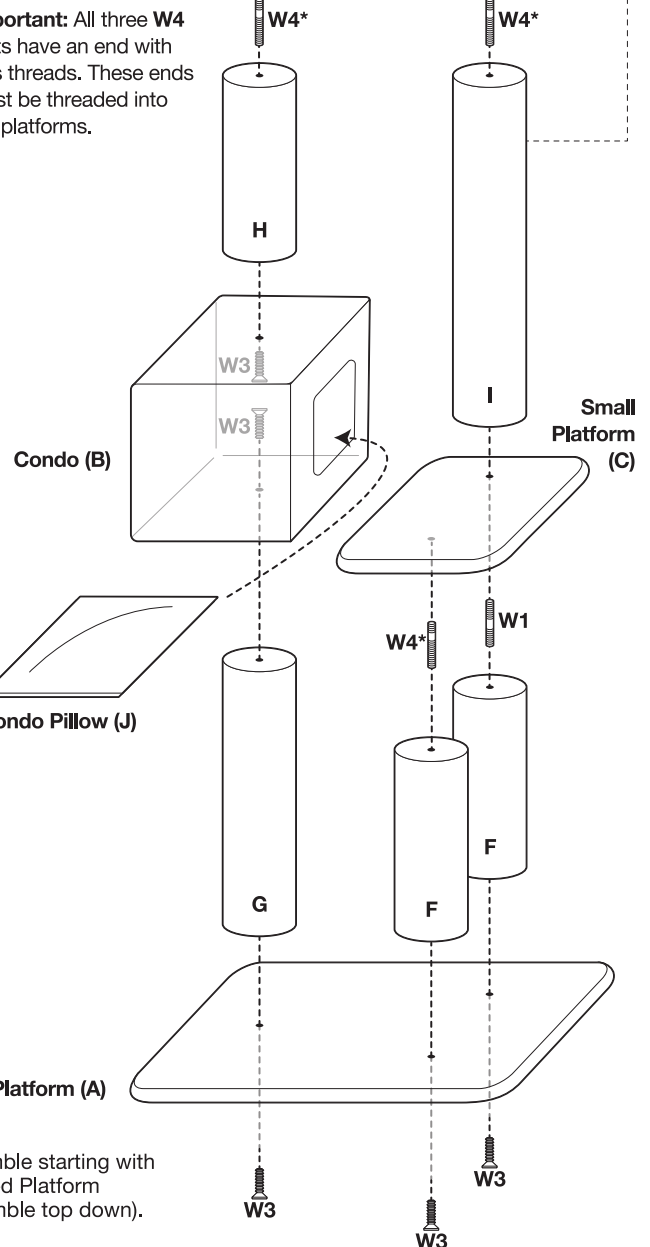 portant: All three W4
ts have an end with
s threads. These ends
st be threaded into
platforms.
W4*
W4*
H
W3
W3
I
Small
Platform
(C)
Condo (B)
W4*
W1
ondo Pillow (J)
G
F
F
Platform (A)
mble starting with
d Platform
mble top down).
W3
W3
W3